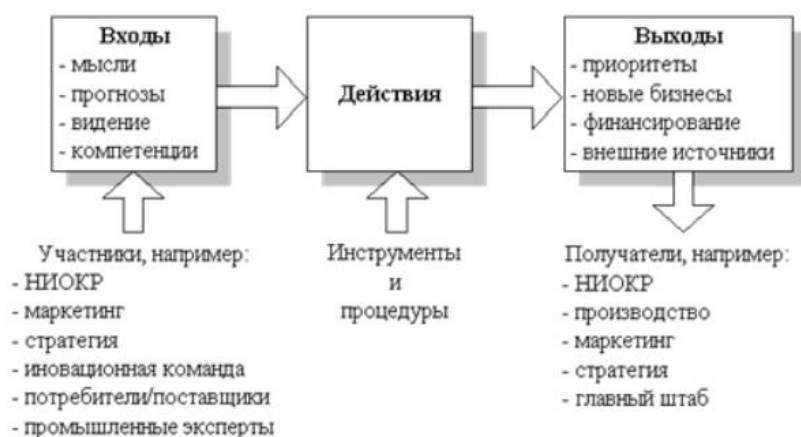 Входы
- мысли
- прогнозы
- видение
- компетенции
Действия
Выходы
- приоритеты
- новые бизнесы
- финансирование
- внешние источники
Участники, например:
- НИОКР
- маркетинг
- стратегия
- иновационная команда
- потребители/поставщики
- промышленные эксперты
Инструменты
и
процедуры
Получатели, например:
- НИОКР
- производство
- маркетинг
- стратегия
- главный штаб